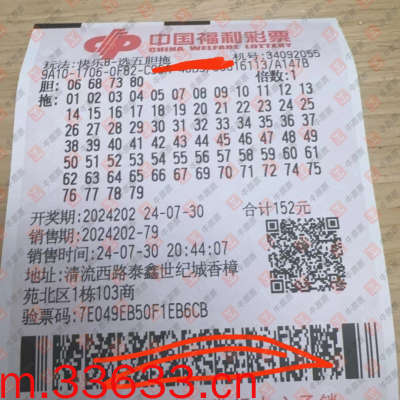 中国福利彩票
CHINA WELFARE LOTTERY
玩法:快乐8-选五胆拖
机号:34092055
9A10-1706-0F82-
16113/A147B
胆: 06 68 73 80
倍数:1
拖: 01 02 03 04 05 07 08 09 10 11 12 13
14 15 16 17 18 19 20 21 22 23 24 25
26 27 28 29 30 31 32 33 34 35 36 37
38 39 40 41 42 43 44 45 46 47 48 49
50 51 52 53 54 55 56 57 58 59 60 61
62 63 64 65 66 67 69 70 71 72 74 75
76 77 78 79
开奖期:2024202 24-07-30
合计152元
销售期:2024202-79
销售时间:24-07-30 20:44:07
地址:清流西路泰鑫世纪城香樟
苑北区1栋103商
验票码:7E049EB50F1EB6CB
m.33633.cn